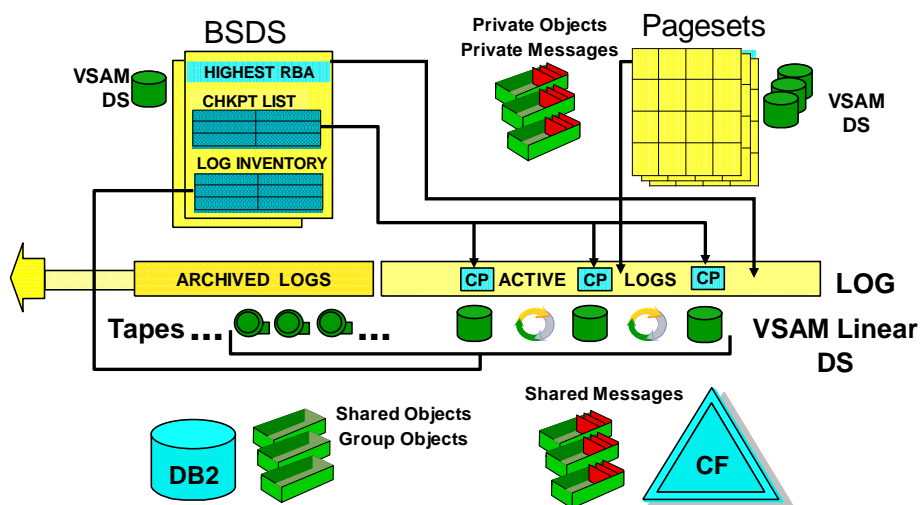 BSDS
Private Objects
Private Messages
Pagesets
VSAM
DS
HIGHEST RBA
CHKPT LIST
LOG INVENTORY
VSAM
DS
ARCHIVED LOGS
CP
ACTIVE
CP
LOGS
CP
LOG
Tapes ...
...
VSAM Linear
DS
DB2
Shared Objects
Group Objects
Shared Messages
CF